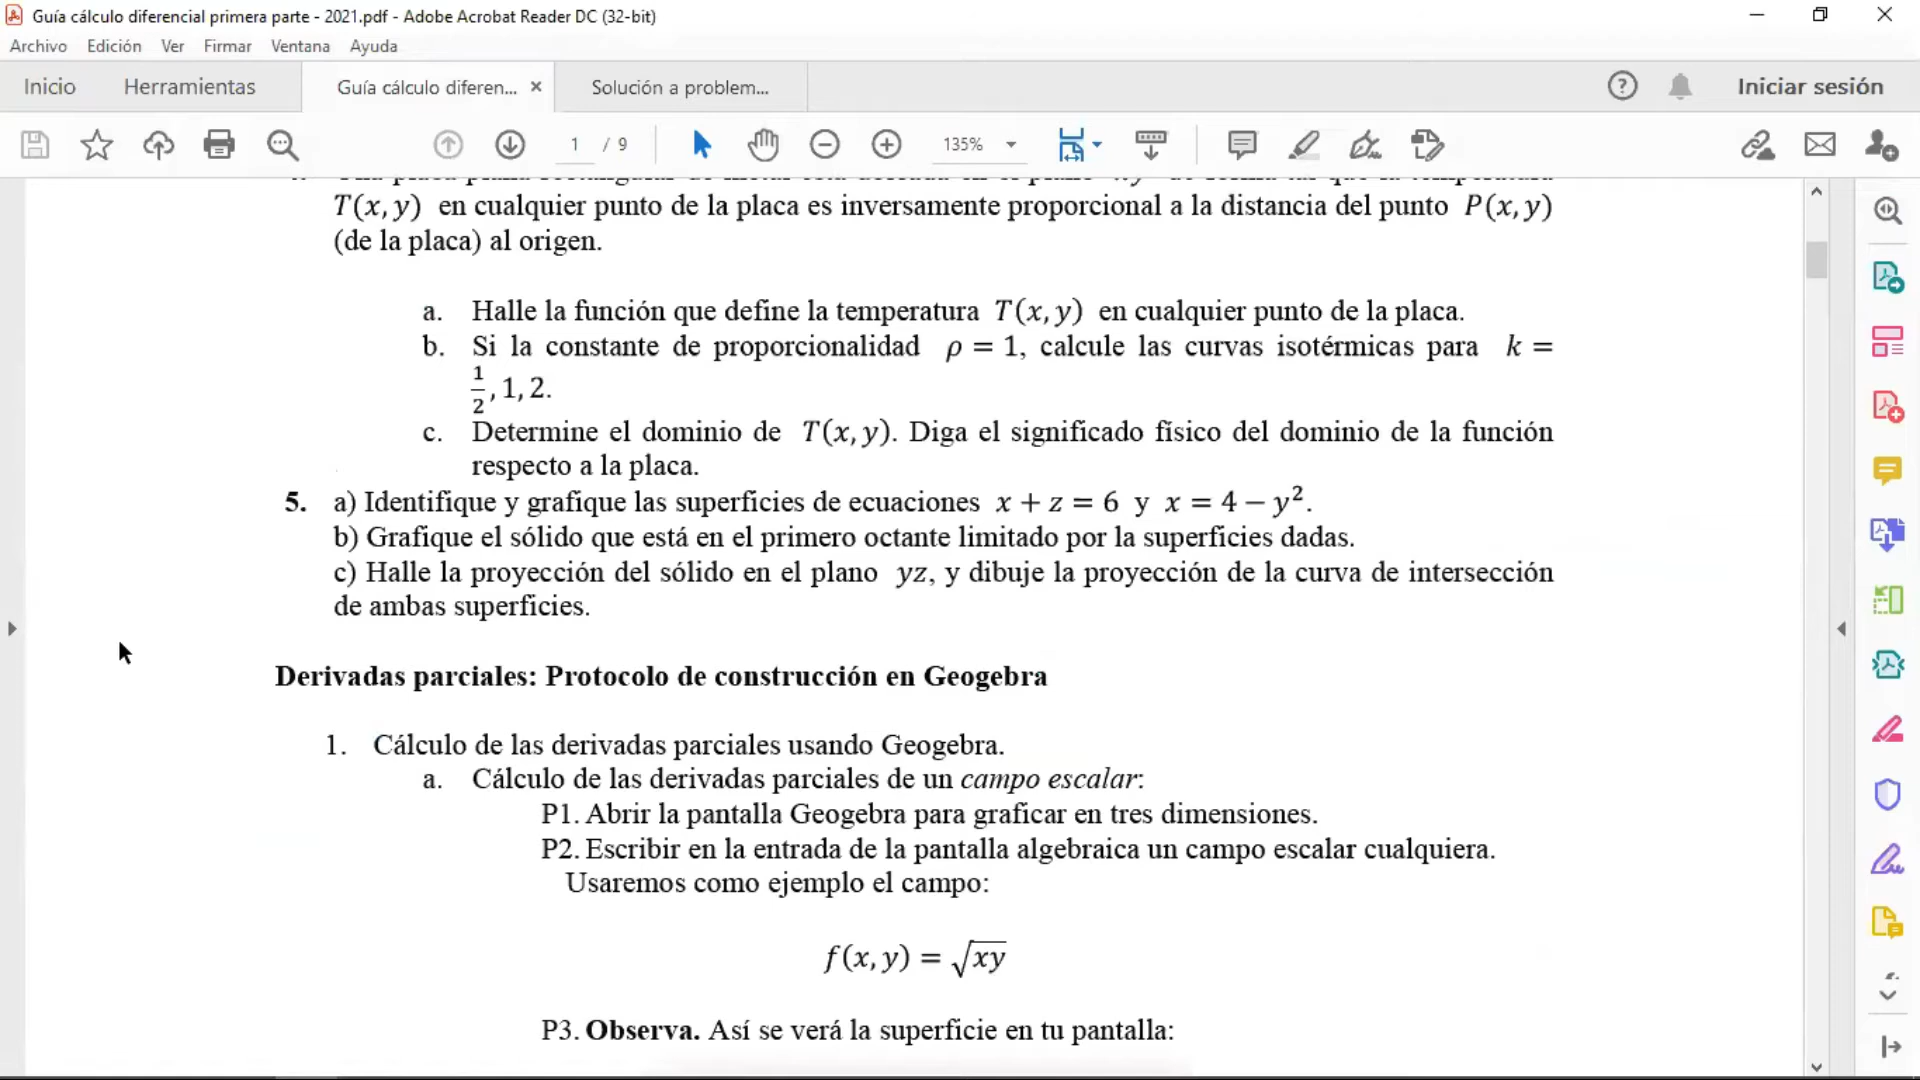 Guía cálculo diferencial primera parte - 2021.pdf - Adobe Acrobat Reader DC (32-bit)
Archivo Edición Ver Firmar Ventana Ayuda
Inicio Herramientas Guía cálculo diferen... × Solución a problem... Iniciar sesión
1 / 9 135%
T(x, y) en cualquier punto de la placa es inversamente proporcional a la distancia del punto P(x, y)
(de la placa) al origen.
a. Halle la función que define la temperatura T(x, y) en cualquier punto de la placa.
b. Si la constante de proporcionalidad ρ = 1, calcule las curvas isotérmicas para k =
1/2, 1, 2.
c. Determine el dominio de T(x, y). Diga el significado físico del dominio de la función
respecto a la placa.
5. a) Identifique y grafique las superficies de ecuaciones x + z = 6 y x = 4 − y².
b) Grafique el sólido que está en el primero octante limitado por la superficies dadas.
c) Halle la proyección del sólido en el plano yz, y dibuje la proyección de la curva de intersección
de ambas superficies.
Derivadas parciales: Protocolo de construcción en Geogebra
1. Cálculo de las derivadas parciales usando Geogebra.
a. Cálculo de las derivadas parciales de un campo escalar:
P1. Abrir la pantalla Geogebra para graficar en tres dimensiones.
P2. Escribir en la entrada de la pantalla algebraica un campo escalar cualquiera.
Usaremos como ejemplo el campo:
f(x, y) = √xy
P3. Observa. Así se verá la superficie en tu pantalla: